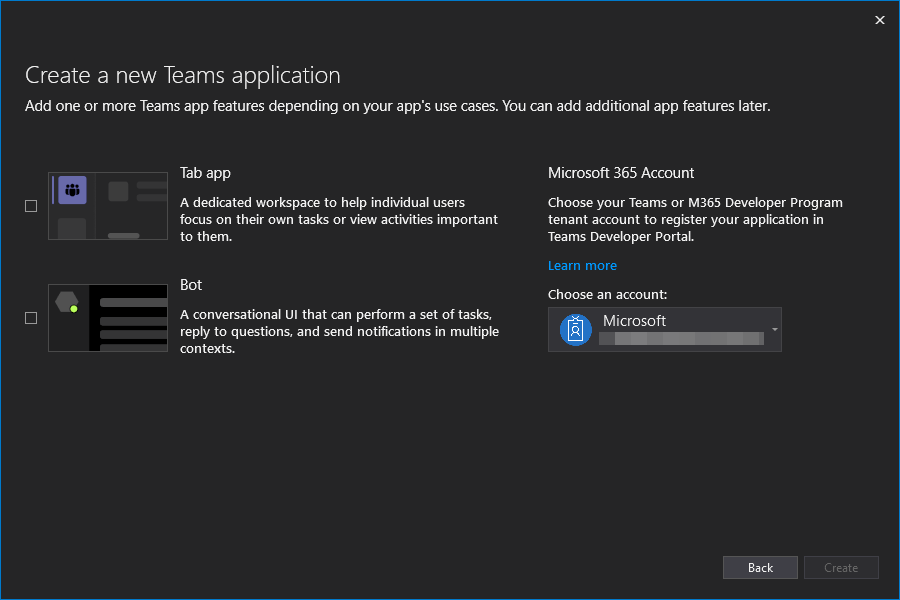 Create a new Teams application
Add one or more Teams app features depending on your app's use cases. You can add additional app features later.
Tab app
A dedicated workspace to help individual users
focus on their own tasks or view activities important
to them.
Bot
A conversational UI that can perform a set of tasks,
reply to questions, and send notifications in multiple
contexts.
Microsoft 365 Account
Choose your Teams or M365 Developer Program
tenant account to register your application in
Teams Developer Portal.
Learn more
Choose an account:
Microsoft
Back
Create